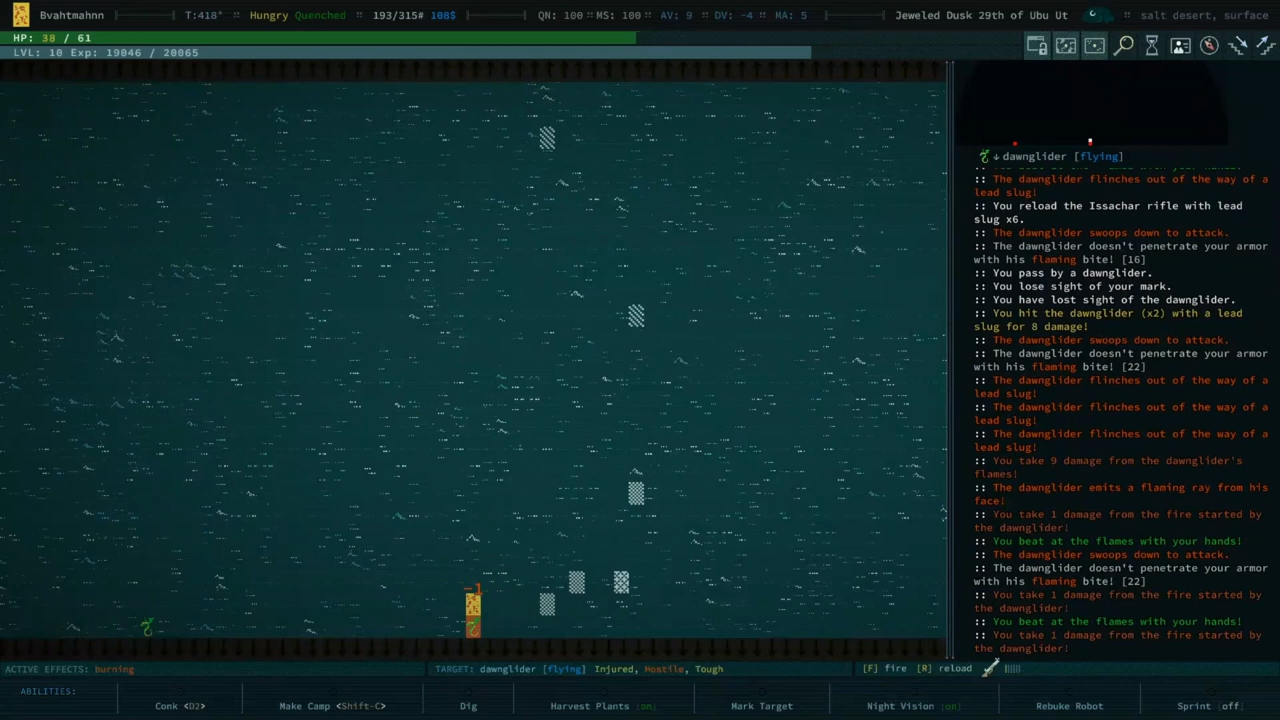 Bvahtmahnn T:418° Hungry Quenched 193/315# 108$ QN: 100 MS: 100 AV: 9 DV: -4 MA: 5 Jeweled Dusk 29th of Ubu Ut salt desert, surface
HP: 38 / 61
LVL: 10 Exp: 19046 / 20065
dawnglider [flying]
:: The dawnglider flinches out of the way of a
lead slug!
:: You reload the Issachar rifle with lead
slug x6.
:: The dawnglider swoops down to attack.
:: The dawnglider doesn't penetrate your armor
with his flaming bite! [16]
:: You pass by a dawnglider.
:: You lose sight of your mark.
:: You have lost sight of the dawnglider.
:: You hit the dawnglider (x2) with a lead
slug for 8 damage!
:: The dawnglider swoops down to attack.
:: The dawnglider doesn't penetrate your armor
with his flaming bite! [22]
:: The dawnglider flinches out of the way of a
lead slug!
:: The dawnglider flinches out of the way of a
lead slug!
:: The dawnglider flinches out of the way of a
lead slug!
:: You take 9 damage from the dawnglider's
flames!
:: The dawnglider emits a flaming ray from his
face!
:: You take 1 damage from the fire started by
the dawnglider!
:: You beat at the flames with your hands!
:: The dawnglider swoops down to attack.
:: The dawnglider doesn't penetrate your armor
with his flaming bite! [22]
:: You take 1 damage from the fire started by
the dawnglider!
:: You beat at the flames with your hands!
:: You take 1 damage from the fire started by
the dawnglider!
-1
ACTIVE EFFECTS: burning TARGET: dawnglider [flying] Injured, Hostile, Tough [F] fire [R] reload
ABILITIES: Conk <D2> Make Camp <Shift-C> Dig Harvest Plants [on] Mark Target Night Vision [on] Rebuke Robot Sprint [off]